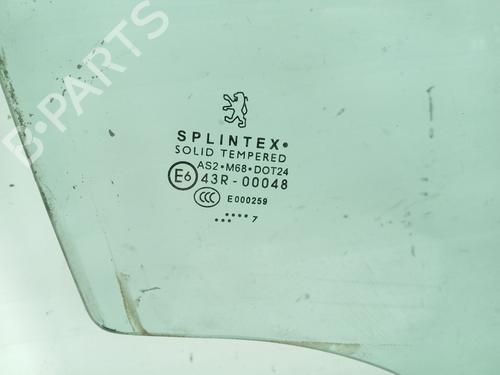 B-PARTS
SPLINTEX•
SOLID TEMPERED
AS2•M68•DOT24
E6 43R-00048
CCC E000259
••••• 7
•••